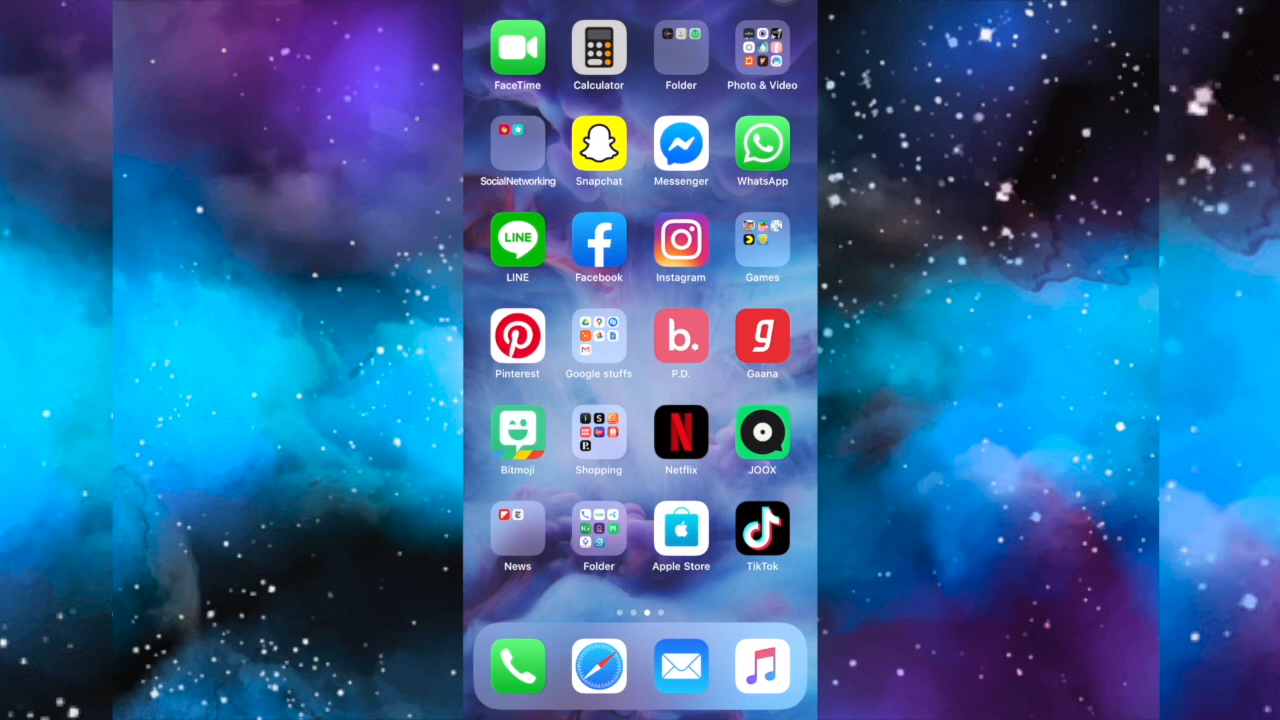 FaceTime Calculator Folder Photo & Video
SocialNetworking Snapchat Messenger WhatsApp
LINE
LINE Facebook Instagram Games
b. g
Pinterest Google stuffs P.D. Gaana
Bitmoji Shopping Netflix JOOX
News Folder Apple Store TikTok